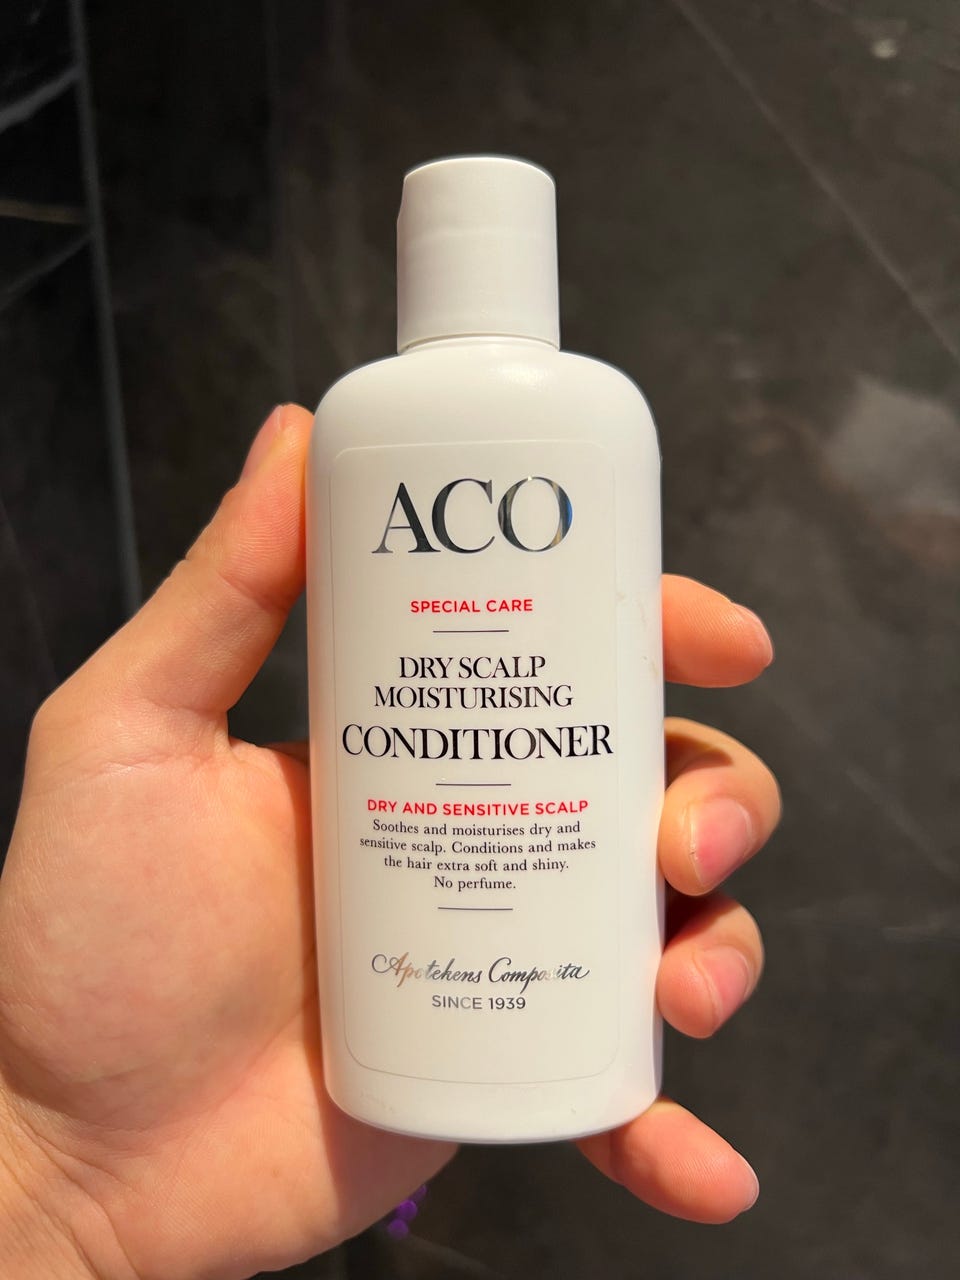 ACO
SPECIAL CARE
DRY SCALP
MOISTURISING
CONDITIONER
DRY AND SENSITIVE SCALP
Soothes and moisturises dry and
sensitive scalp. Conditions and makes
the hair extra soft and shiny.
No perfume.
Apotekens Composita
SINCE 1939